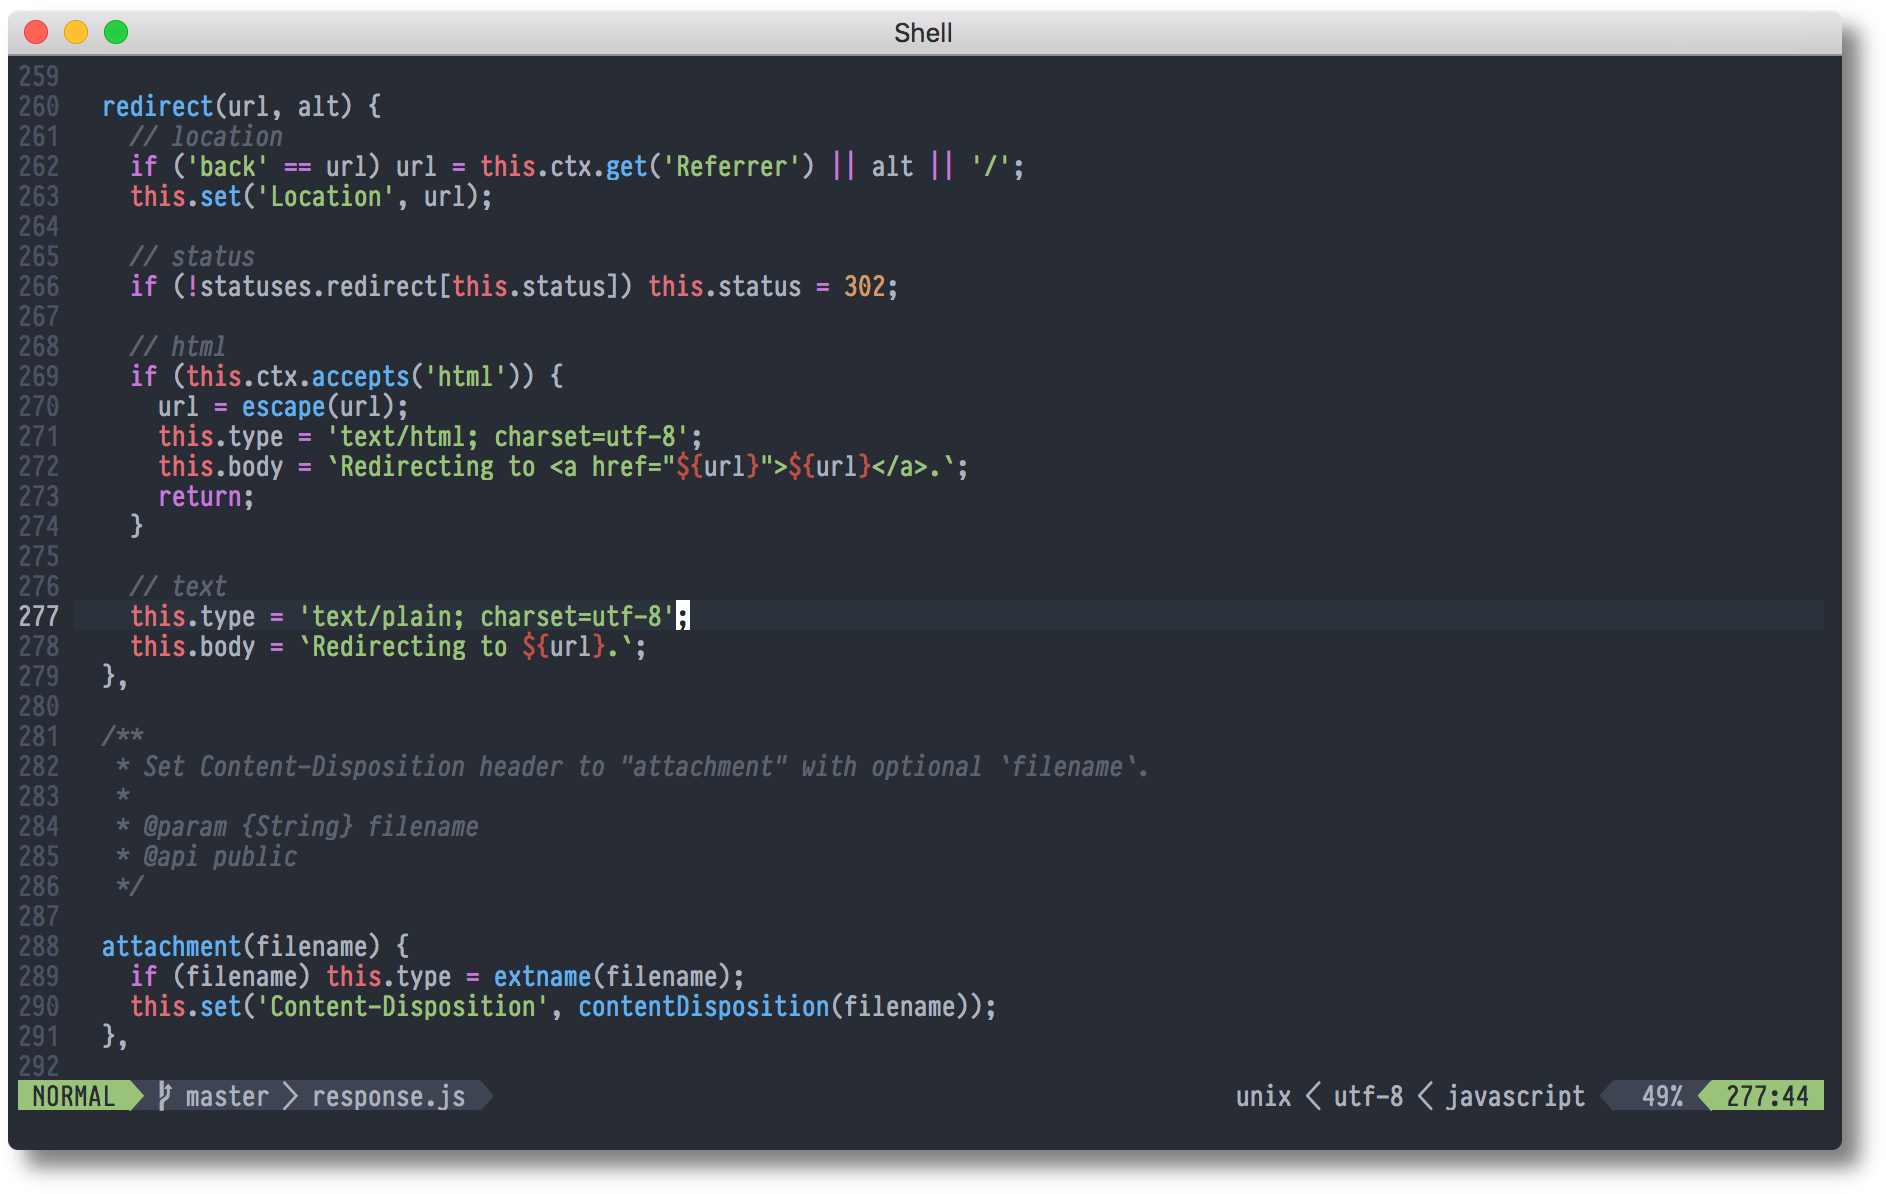 Shell
259
260   redirect(url, alt) {
261     // location
262     if ('back' == url) url = this.ctx.get('Referrer') || alt || '/';
263     this.set('Location', url);
264
265     // status
266     if (!statuses.redirect[this.status]) this.status = 302;
267
268     // html
269     if (this.ctx.accepts('html')) {
270       url = escape(url);
271       this.type = 'text/html; charset=utf-8';
272       this.body = `Redirecting to <a href="${url}">${url}</a>.`;
273       return;
274     }
275
276     // text
277     this.type = 'text/plain; charset=utf-8';
278     this.body = `Redirecting to ${url}.`;
279   },
280
281   /**
282    * Set Content-Disposition header to "attachment" with optional `filename`.
283    *
284    * @param {String} filename
285    * @api public
286    */
287
288   attachment(filename) {
289     if (filename) this.type = extname(filename);
290     this.set('Content-Disposition', contentDisposition(filename));
291   },
292
NORMAL master response.js unix utf-8 javascript 49% 277:44